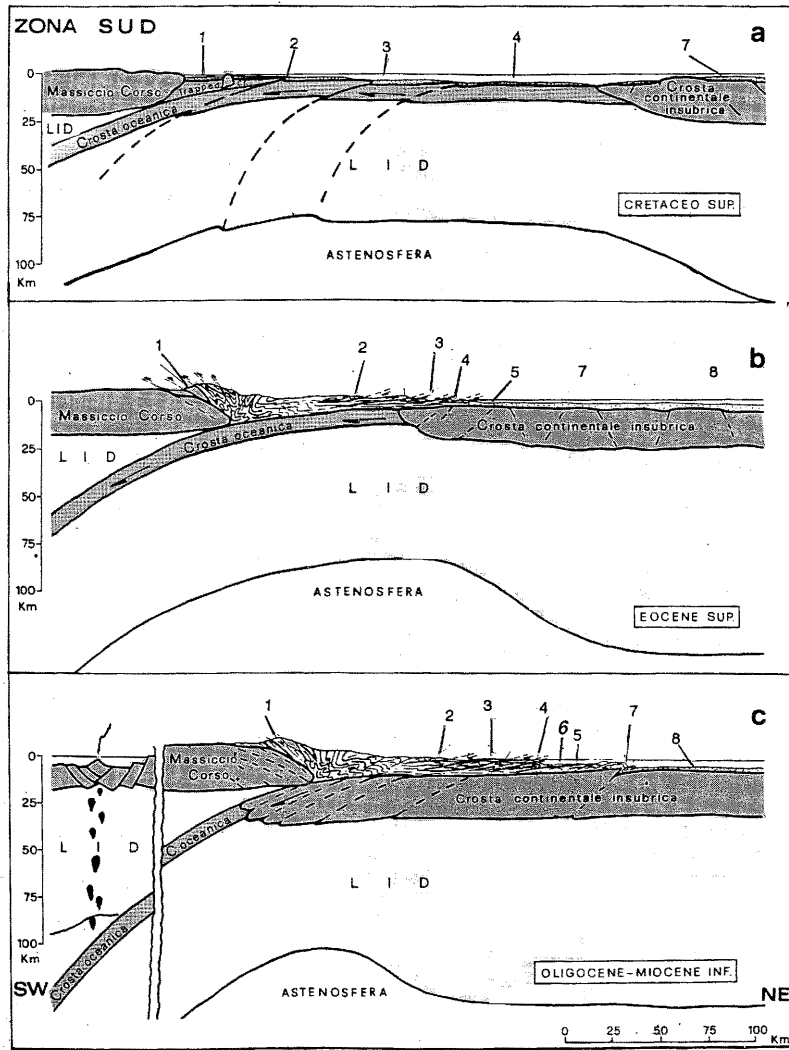 ZONA SUD
a
1 2 3 4 7
0
25
50
75
100
Km
Massiccio Corso
trapped
Crosta oceanica
Crosta continentale insubrica
LID
L I D
CRETACEO SUP.
ASTENOSFERA
b
1 2 3 4 5 7 8
0
25
50
75
100
Km
Massiccio Corso
Crosta oceanica
Crosta continentale insubrica
L I D
L I D
ASTENOSFERA
EOCENE SUP.
c
1 2 3 4 6 5 7 8
0
25
50
75
100
Km
Massiccio Corso
C. oceanica
Crosta continentale insubrica
L I D
L I D
Crosta oceanica
OLIGOCENE-MIOCENE INF.
SW
ASTENOSFERA
NE
0 25 50 75 100
Km